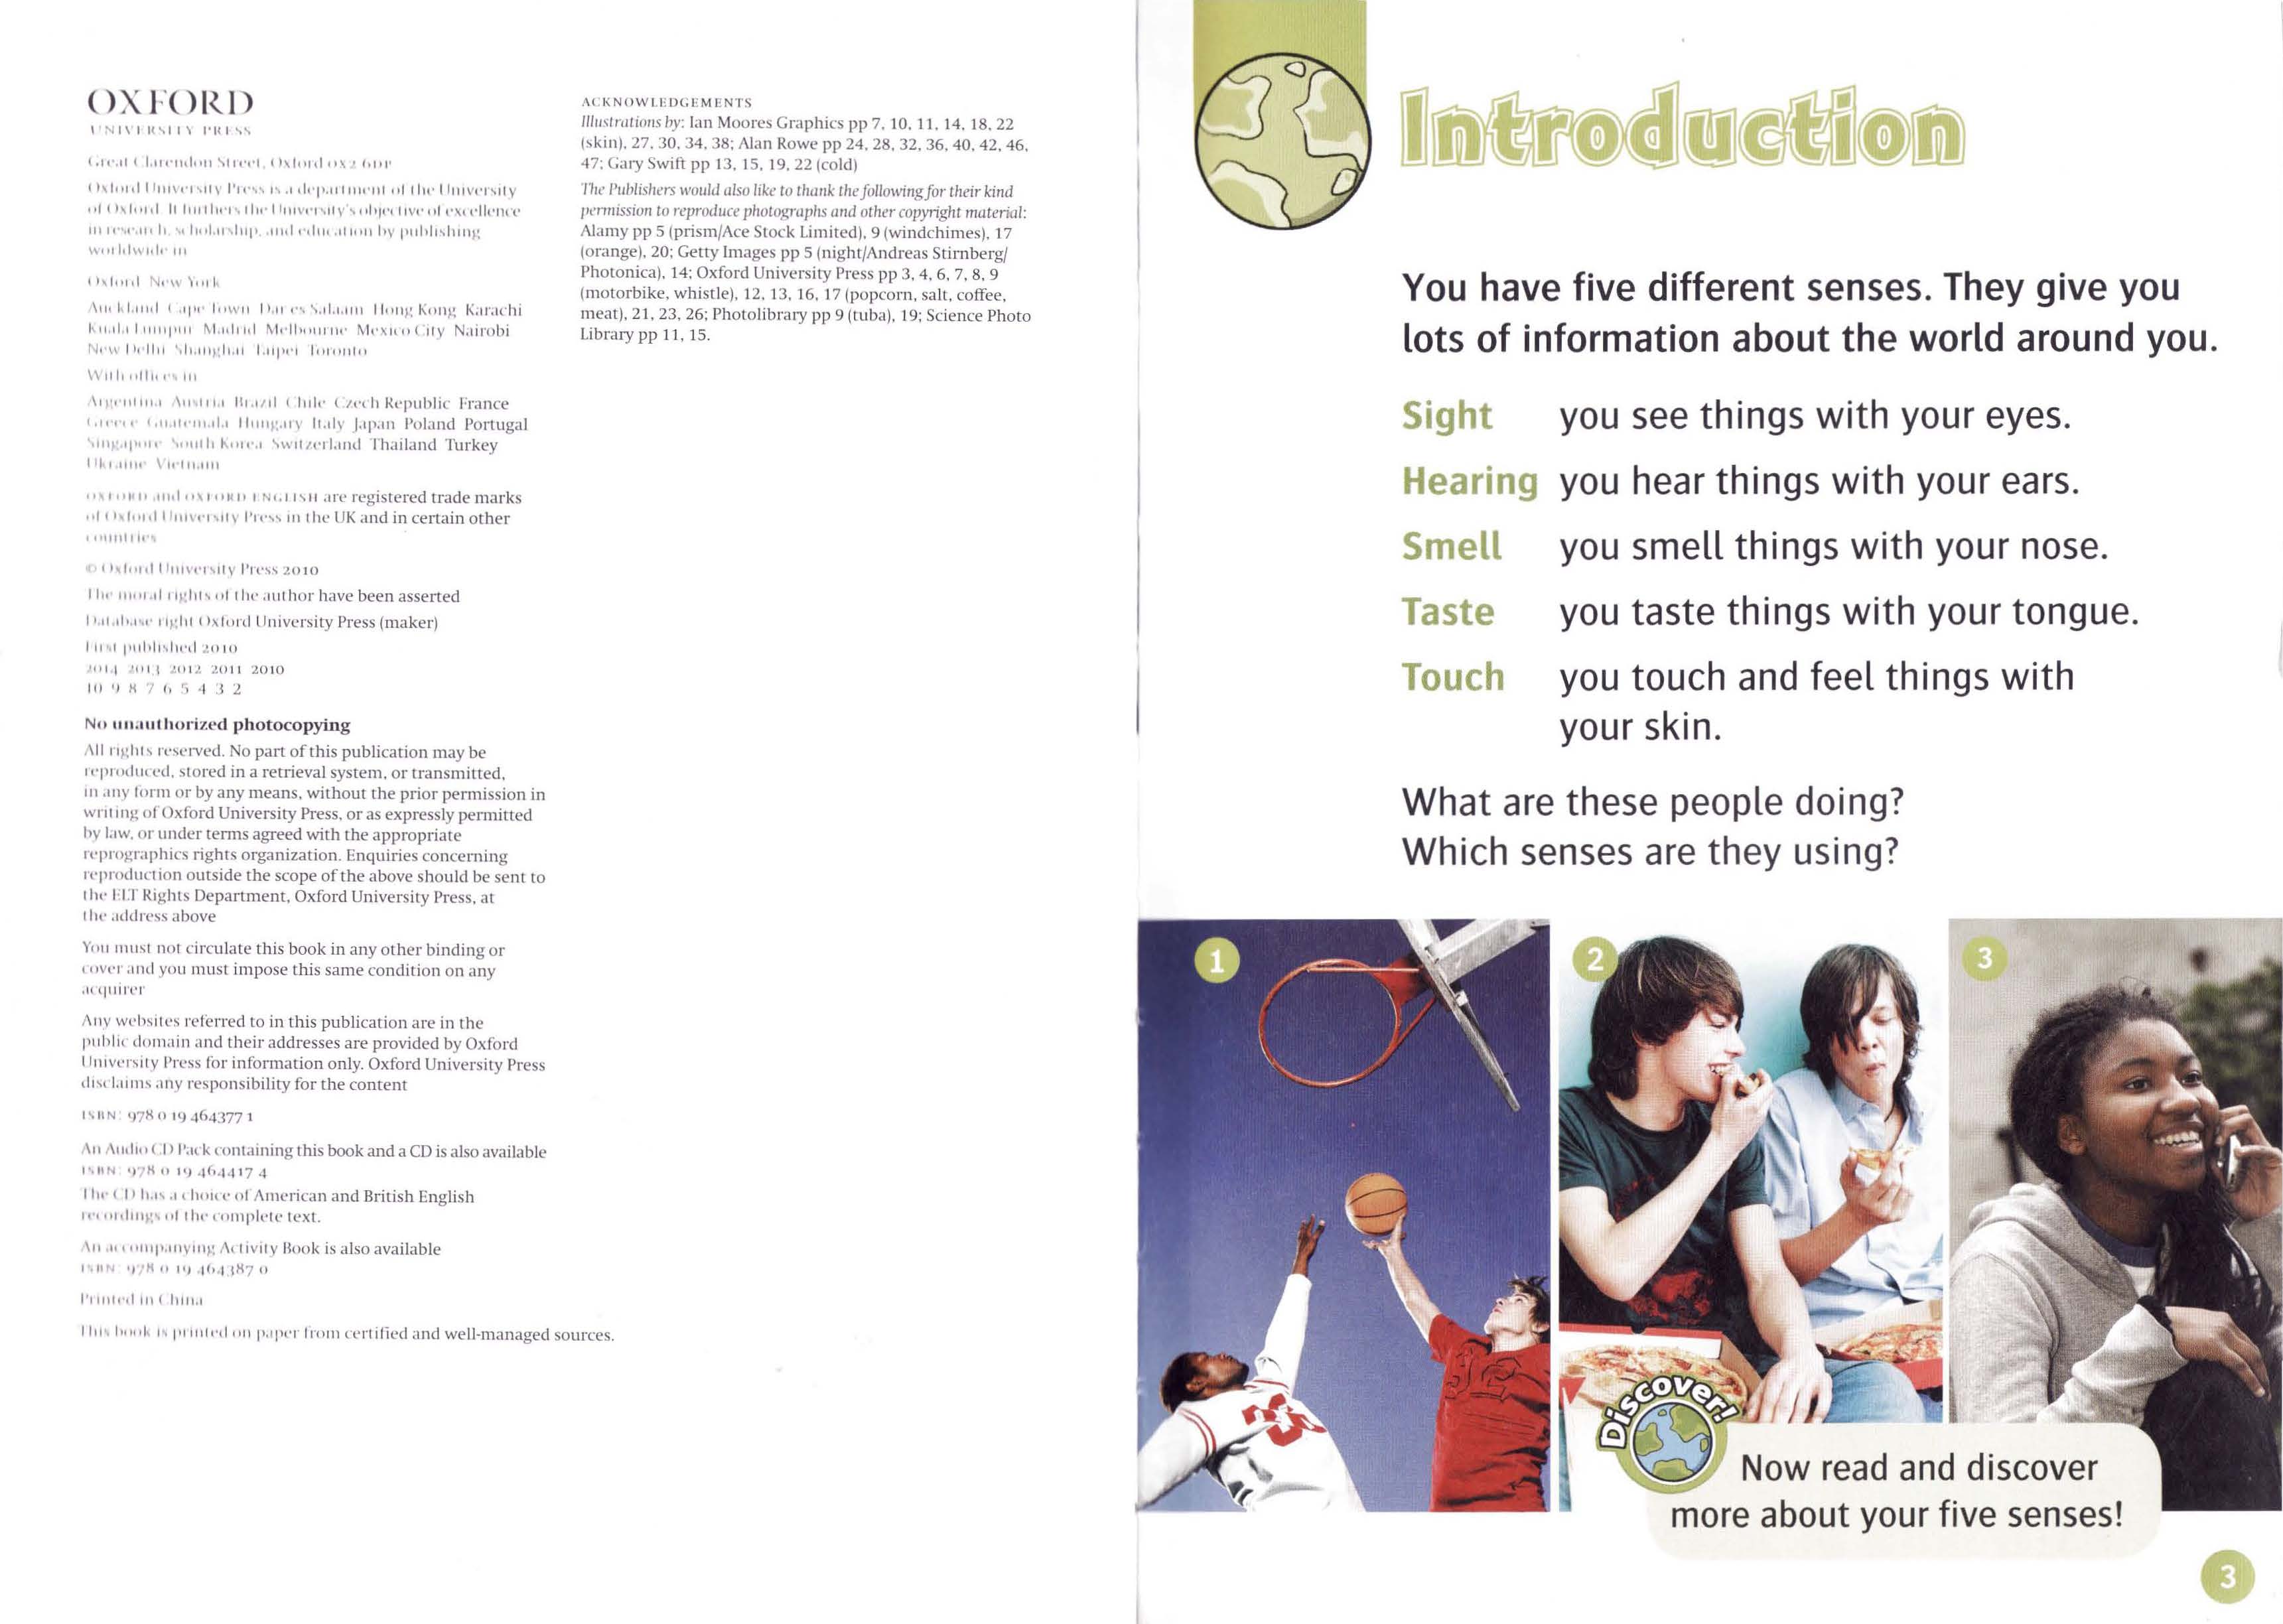 OXFORD
UNIVERSITY PRESS
Great Clarendon Street, Oxford OX2 6DP
Oxford University Press is a department of the University
of Oxford. It furthers the University's objective of excellence
in research, scholarship, and education by publishing
worldwide in
Oxford New York
Auckland Cape Town Dar es Salaam Hong Kong Karachi
Kuala Lumpur Madrid Melbourne Mexico City Nairobi
New Delhi Shanghai Taipei Toronto
With offices in
Argentina Austria Brazil Chile Czech Republic France
Greece Guatemala Hungary Italy Japan Poland Portugal
Singapore South Korea Switzerland Thailand Turkey
Ukraine Vietnam
OXFORD and OXFORD ENGLISH are registered trade marks
of Oxford University Press in the UK and in certain other
countries
© Oxford University Press 2010
The moral rights of the author have been asserted
Database right Oxford University Press (maker)
First published 2010
2014 2013 2012 2011 2010
10 9 8 7 6 5 4 3 2
No unauthorized photocopying
All rights reserved. No part of this publication may be
reproduced, stored in a retrieval system, or transmitted,
in any form or by any means, without the prior permission in
writing of Oxford University Press, or as expressly permitted
by law, or under terms agreed with the appropriate
reprographics rights organization. Enquiries concerning
reproduction outside the scope of the above should be sent to
the ELT Rights Department, Oxford University Press, at
the address above
You must not circulate this book in any other binding or
cover and you must impose this same condition on any
acquirer
Any websites referred to in this publication are in the
public domain and their addresses are provided by Oxford
University Press for information only. Oxford University Press
disclaims any responsibility for the content
ISBN: 978 0 19 464377 1
An Audio CD Pack containing this book and a CD is also available
ISBN: 978 0 19 464417 4
The CD has a choice of American and British English
recordings of the complete text.
An accompanying Activity Book is also available
ISBN: 978 0 19 464387 0
Printed in China
This book is printed on paper from certified and well-managed sources.
ACKNOWLEDGEMENTS
Illustrations by: Ian Moores Graphics pp 7, 10, 11, 14, 18, 22
(skin), 27, 30, 34, 38; Alan Rowe pp 24, 28, 32, 36, 40, 42, 46,
47; Gary Swift pp 13, 15, 19, 22 (cold)
The Publishers would also like to thank the following for their kind
permission to reproduce photographs and other copyright material:
Alamy pp 5 (prism/Ace Stock Limited), 9 (windchimes), 17
(orange), 20; Getty Images pp 5 (night/Andreas Stirnberg/
Photonica), 14; Oxford University Press pp 3, 4, 6, 7, 8, 9
(motorbike, whistle), 12, 13, 16, 17 (popcorn, salt, coffee,
meat), 21, 23, 26; Photolibrary pp 9 (tuba), 19; Science Photo
Library pp 11, 15.
Introduction
You have five different senses. They give you
lots of information about the world around you.
Sight you see things with your eyes.
Hearing you hear things with your ears.
Smell you smell things with your nose.
Taste you taste things with your tongue.
Touch you touch and feel things with
your skin.
What are these people doing?
Which senses are they using?
1
2
3
Discover!
Now read and discover
more about your five senses!
3